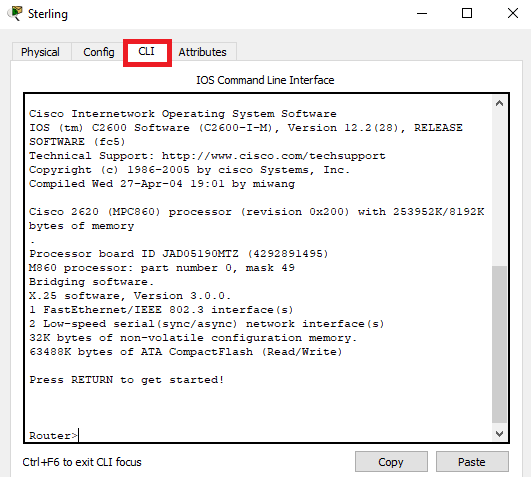 Sterling
Physical Config CLI Attributes
IOS Command Line Interface
Cisco Internetwork Operating System Software
IOS (tm) C2600 Software (C2600-I-M), Version 12.2(28), RELEASE
SOFTWARE (fc5)
Technical Support: http://www.cisco.com/techsupport
Copyright (c) 1986-2005 by cisco Systems, Inc.
Compiled Wed 27-Apr-04 19:01 by miwang
Cisco 2620 (MPC860) processor (revision 0x200) with 253952K/8192K
bytes of memory
.
Processor board ID JAD05190MTZ (4292891495)
M860 processor: part number 0, mask 49
Bridging software.
X.25 software, Version 3.0.0.
1 FastEthernet/IEEE 802.3 interface(s)
2 Low-speed serial(sync/async) network interface(s)
32K bytes of non-volatile configuration memory.
63488K bytes of ATA CompactFlash (Read/Write)
Press RETURN to get started!
Router>
Ctrl+F6 to exit CLI focus Copy Paste